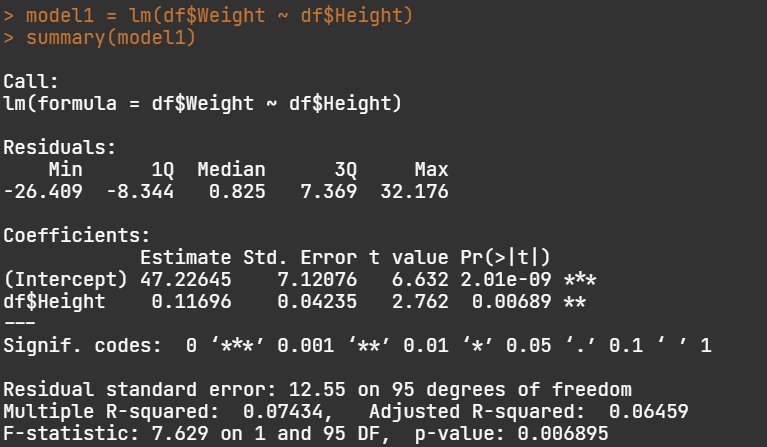 > model1 = lm(df$Weight ~ df$Height)
> summary(model1)
Call:
lm(formula = df$Weight ~ df$Height)
Residuals:
    Min      1Q  Median      3Q     Max
-26.409  -8.344   0.825   7.369  32.176
Coefficients:
            Estimate Std. Error t value Pr(>|t|)
(Intercept) 47.22645    7.12076   6.632 2.01e-09 ***
df$Height    0.11696    0.04235   2.762  0.00689 **
---
Signif. codes:  0 ‘***’ 0.001 ‘**’ 0.01 ‘*’ 0.05 ‘.’ 0.1 ‘ ’ 1
Residual standard error: 12.55 on 95 degrees of freedom
Multiple R-squared:  0.07434,   Adjusted R-squared:  0.06459
F-statistic: 7.629 on 1 and 95 DF,  p-value: 0.006895